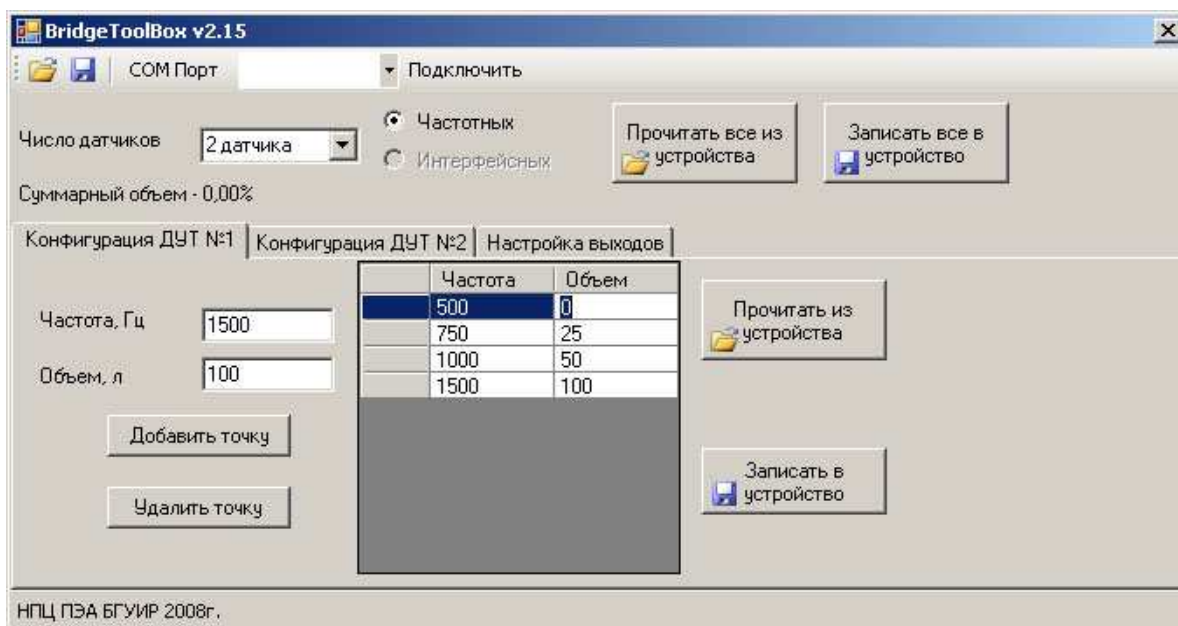 BridgeToolBox v2.15
COM Порт Подключить
Число датчиков 2 датчика
Частотных
Интерфейсных
Прочитать все из
устройства
Записать все в
устройство
Суммарный объем - 0,00%
Конфигурация ДУТ №1 Конфигурация ДУТ №2 Настройка выходов
Частота, Гц 1500
Объем, л 100
Добавить точку
Удалить точку
Частота Объем
500 0
750 25
1000 50
1500 100
Прочитать из
устройства
Записать в
устройство
НПЦ ПЭА БГУИР 2008г.